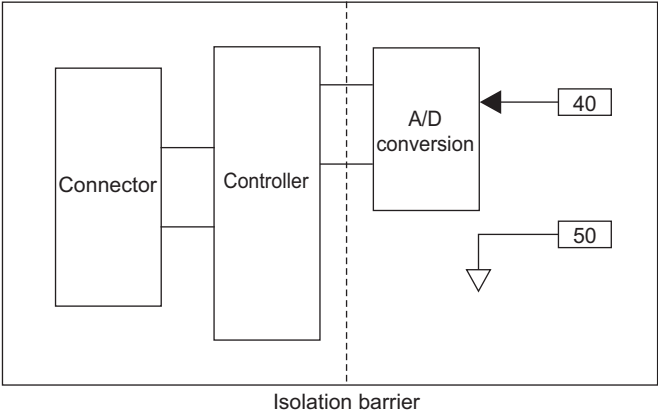 Connector
Controller
A/D
conversion
40
50
Isolation barrier